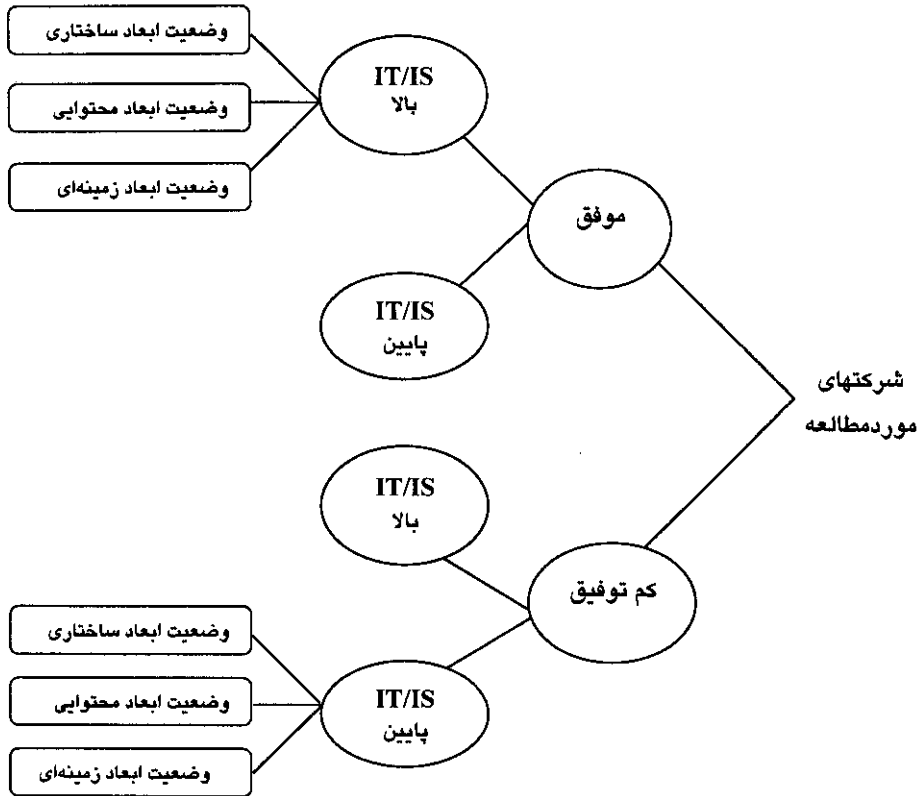 شرکتهای
موردمطالعه
موفق
IT/IS
بالا
وضعیت ابعاد ساختاری
وضعیت ابعاد محتوایی
وضعیت ابعاد زمینه‌ای
IT/IS
پایین
کم توفیق
IT/IS
بالا
IT/IS
پایین
وضعیت ابعاد ساختاری
وضعیت ابعاد محتوایی
وضعیت ابعاد زمینه‌ای